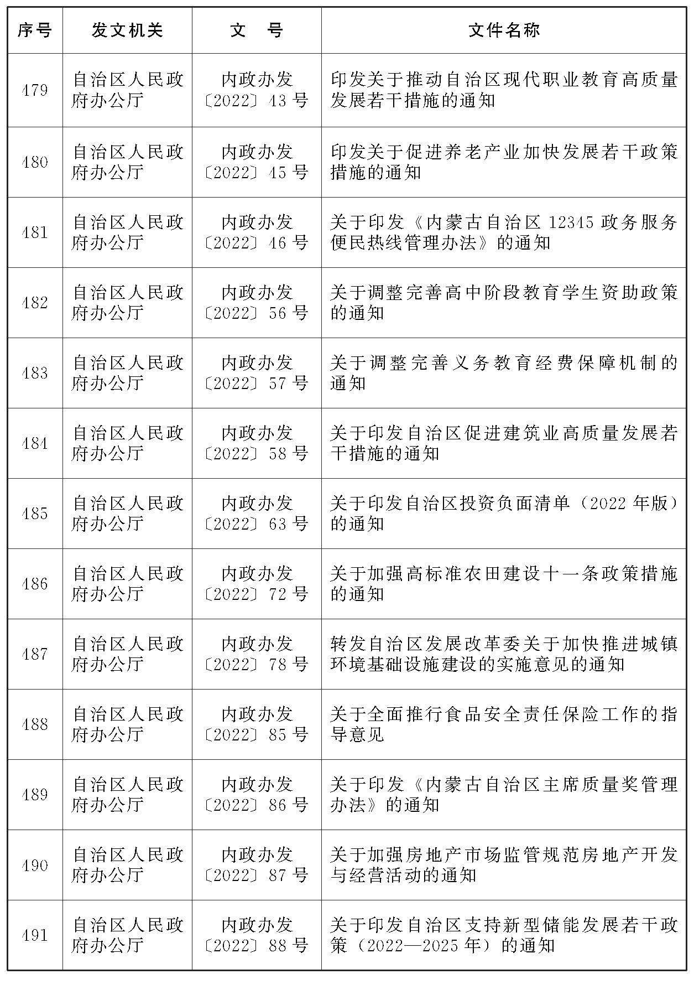 序号 发文机关 文 号 文件名称
479 自治区人民政 内政办发 印发关于推动自治区现代职业教育高质量
府办公厅 〔2022〕43 号 发展若干措施的通知
480 自治区人民政 内政办发 印发关于促进养老产业加快发展若干政策
府办公厅 〔2022〕45 号 措施的通知
481 自治区人民政 内政办发 关于印发《内蒙古自治区 12345 政务服务
府办公厅 〔2022〕46 号 便民热线管理办法》的通知
482 自治区人民政 内政办发 关于调整完善高中阶段教育学生资助政策
府办公厅 〔2022〕56 号 的通知
483 自治区人民政 内政办发 关于调整完善义务教育经费保障机制的
府办公厅 〔2022〕57 号 通知
484 自治区人民政 内政办发 关于印发自治区促进建筑业高质量发展若
府办公厅 〔2022〕58 号 干措施的通知
485 自治区人民政 内政办发 关于印发自治区投资负面清单（2022 年版）
府办公厅 〔2022〕63 号 的通知
486 自治区人民政 内政办发 关于加强高标准农田建设十一条政策措施
府办公厅 〔2022〕72 号 的通知
487 自治区人民政 内政办发 转发自治区发展改革委关于加快推进城镇
府办公厅 〔2022〕78 号 环境基础设施建设的实施意见的通知
488 自治区人民政 内政办发 关于全面推行食品安全责任保险工作的指
府办公厅 〔2022〕85 号 导意见
489 自治区人民政 内政办发 关于印发《内蒙古自治区主席质量奖管理
府办公厅 〔2022〕86 号 办法》的通知
490 自治区人民政 内政办发 关于加强房地产市场监管规范房地产开发
府办公厅 〔2022〕87 号 与经营活动的通知
491 自治区人民政 内政办发 关于印发自治区支持新型储能发展若干政
府办公厅 〔2022〕88 号 策（2022—2025 年）的通知